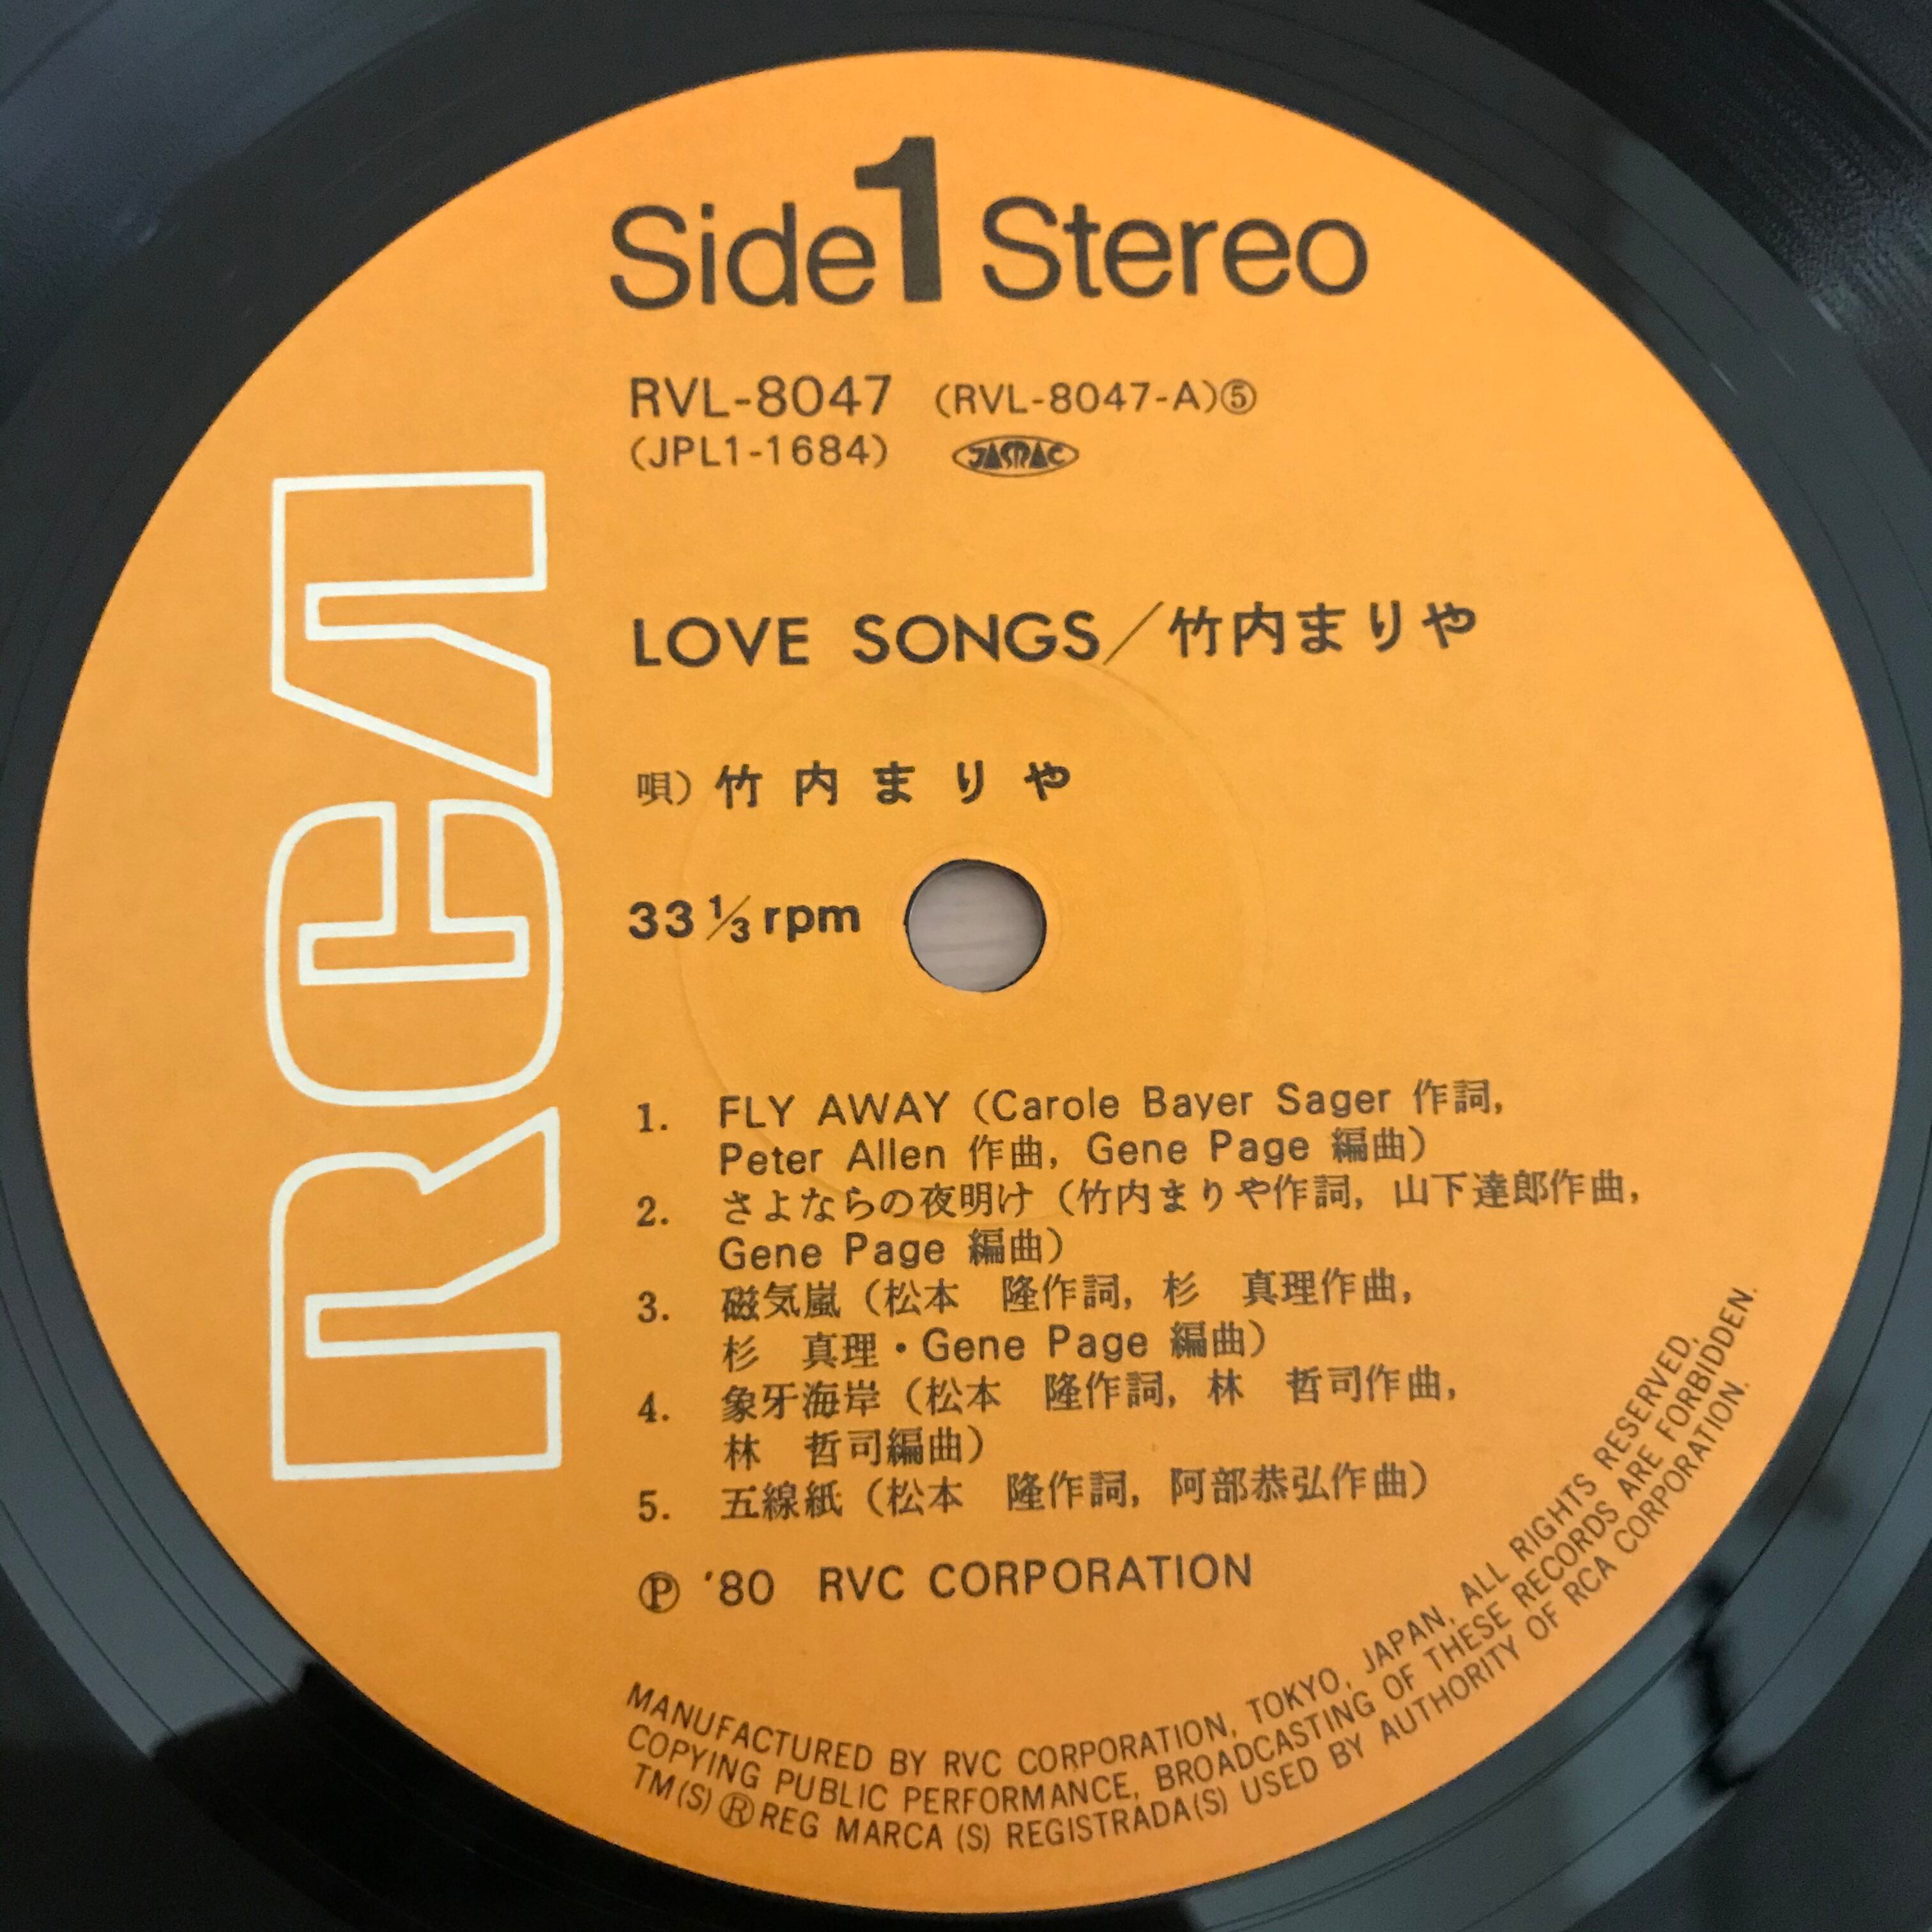 Side 1 Stereo
RVL-8047 (RVL-8047-A)⑤
(JPL1-1684) JASRAC
RCA
LOVE SONGS／竹内まりや
唄) 竹内まりや
33 1/3 rpm
1. FLY AWAY (Carole Bayer Sager 作詞,
Peter Allen 作曲, Gene Page 編曲)
2. さよならの夜明け (竹内まりや作詞, 山下達郎作曲,
Gene Page 編曲)
3. 磁気嵐 (松本 隆作詞, 杉 真理作曲,
杉 真理・Gene Page 編曲)
4. 象牙海岸 (松本 隆作詞, 林 哲司作曲,
林 哲司編曲)
5. 五線紙 (松本 隆作詞, 阿部恭弘作曲)
Ⓟ '80 RVC CORPORATION
MANUFACTURED BY RVC CORPORATION, TOKYO, JAPAN, ALL RIGHTS RESERVED,
COPYING PUBLIC PERFORMANCE, BROADCASTING OF THESE RECORDS ARE FORBIDDEN.
TM(S) ® REG MARCA (S) REGISTRADA(S) USED BY AUTHORITY OF RCA CORPORATION.